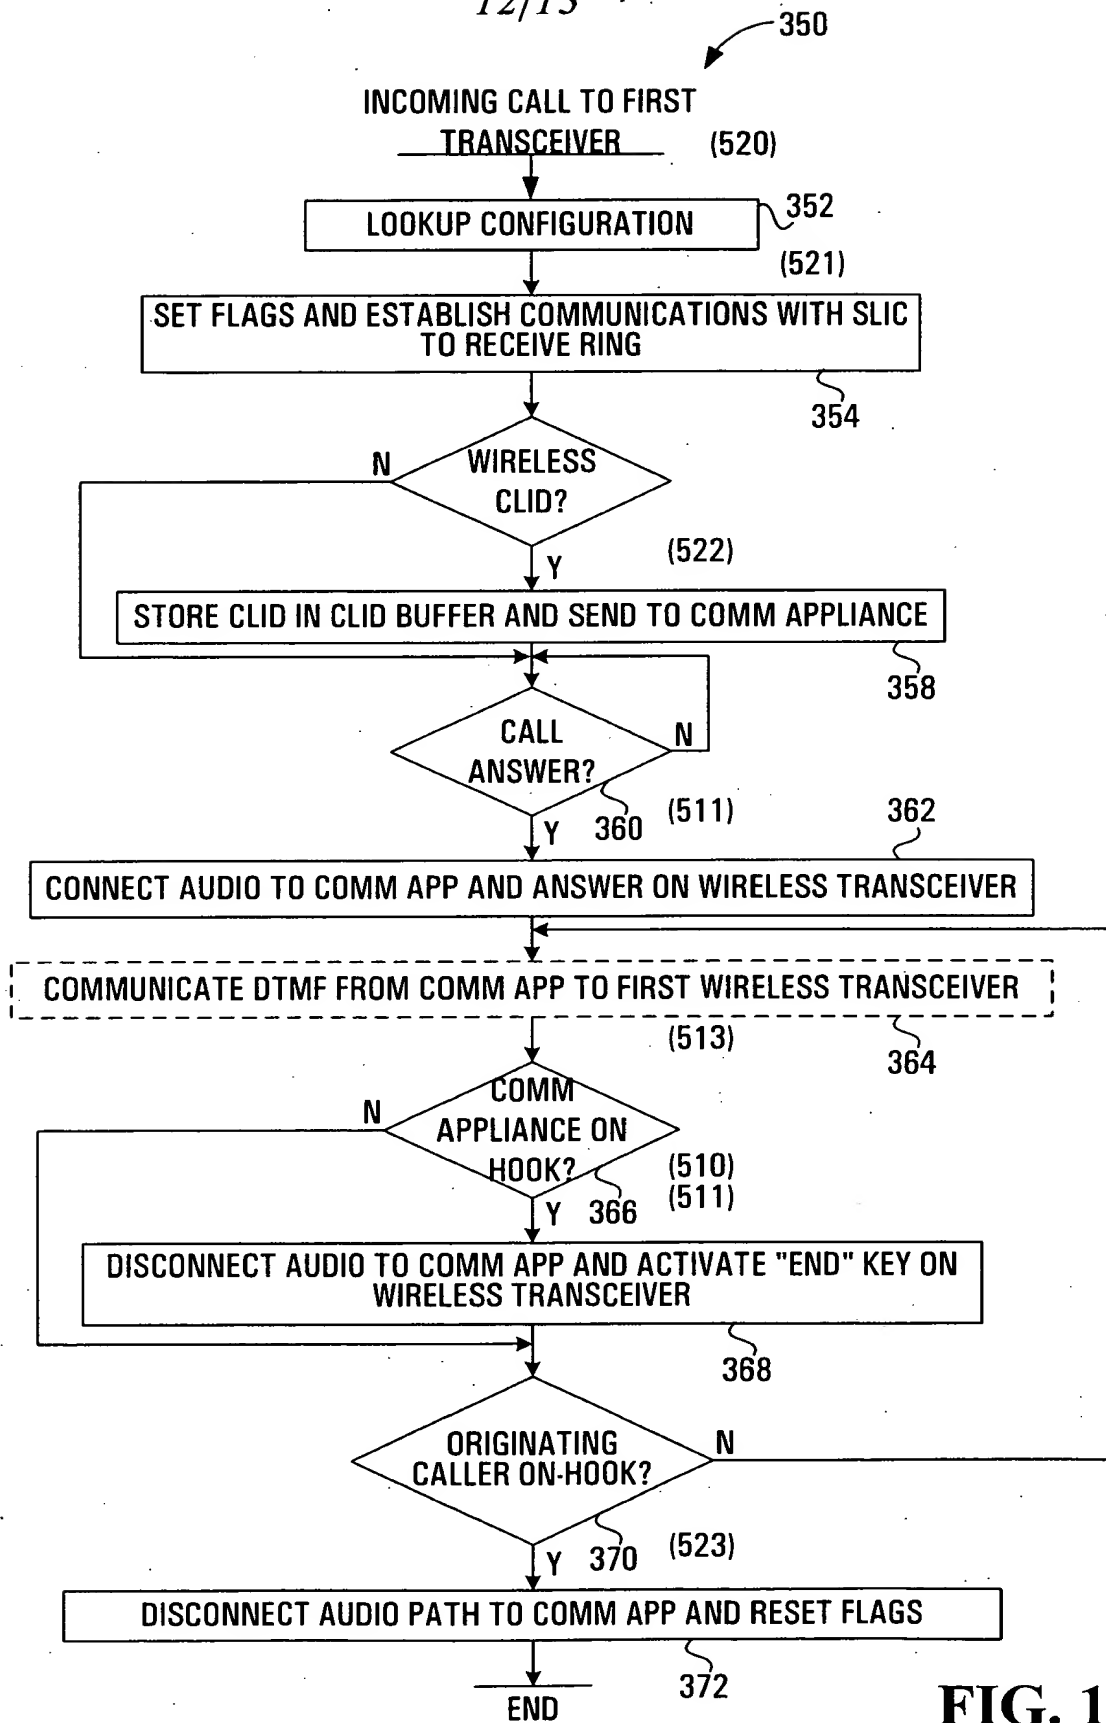 12/13
350
INCOMING CALL TO FIRST
TRANSCEIVER
(520)
352
LOOKUP CONFIGURATION
(521)
SET FLAGS AND ESTABLISH COMMUNICATIONS WITH SLIC
TO RECEIVE RING
354
N
WIRELESS
CLID?
Y
(522)
STORE CLID IN CLID BUFFER AND SEND TO COMM APPLIANCE
358
CALL
ANSWER?
N
Y
360
(511)
362
CONNECT AUDIO TO COMM APP AND ANSWER ON WIRELESS TRANSCEIVER
COMMUNICATE DTMF FROM COMM APP TO FIRST WIRELESS TRANSCEIVER
(513)
364
N
COMM
APPLIANCE ON
HOOK?
(510)
(511)
Y
366
DISCONNECT AUDIO TO COMM APP AND ACTIVATE "END" KEY ON
WIRELESS TRANSCEIVER
368
ORIGINATING
CALLER ON-HOOK?
N
Y
370
(523)
DISCONNECT AUDIO PATH TO COMM APP AND RESET FLAGS
372
END
FIG. 1